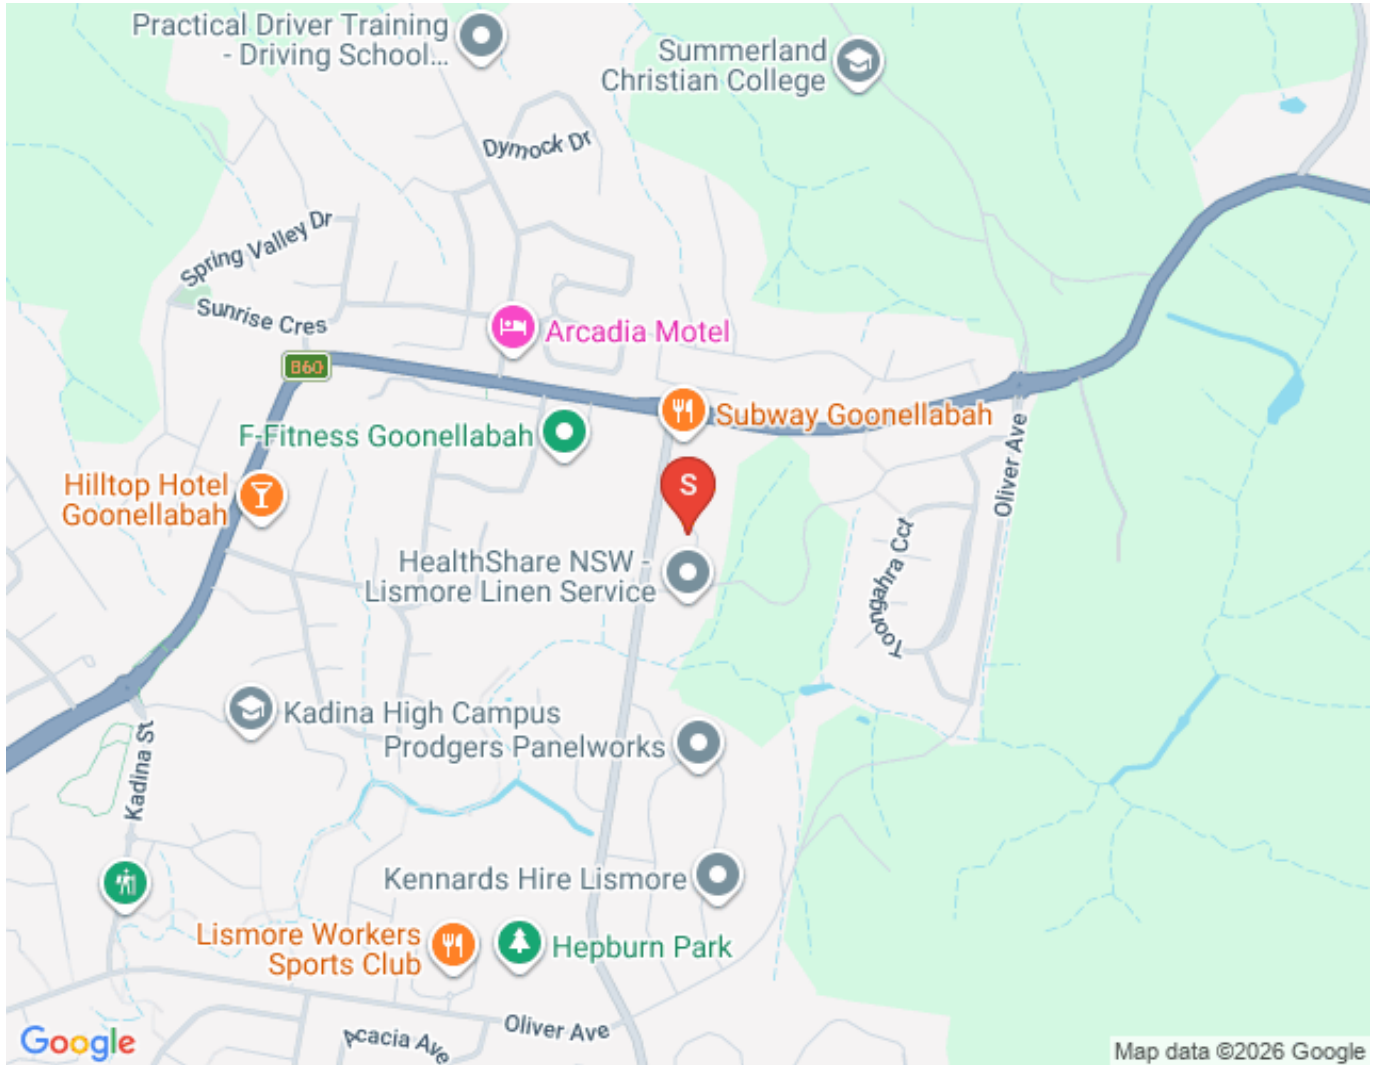 Practical Driver Training
- Driving School...
Summerland
Christian College
Dymock Dr
Spring Valley Dr
Sunrise Cres
Arcadia Motel
B60
Subway Goonellabah
F-Fitness Goonellabah
Oliver Ave
Hilltop Hotel
Goonellabah
S
Toongahra Cct
HealthShare NSW -
Lismore Linen Service
Kadina High Campus
Prodgers Panelworks
Kadina St
Kennards Hire Lismore
Lismore Workers
Sports Club
Hepburn Park
Oliver Ave
Acacia Ave
Google
Map data ©2026 Google